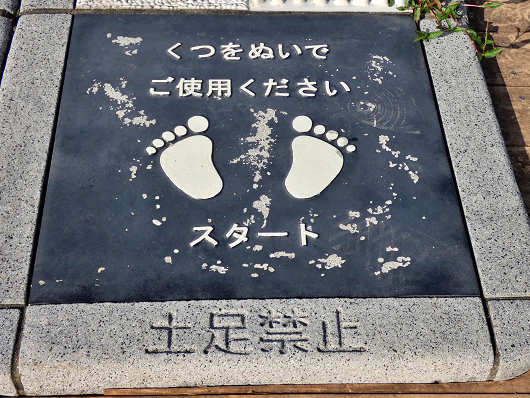 くつをぬいで
ご使用ください
スタート
土足禁止